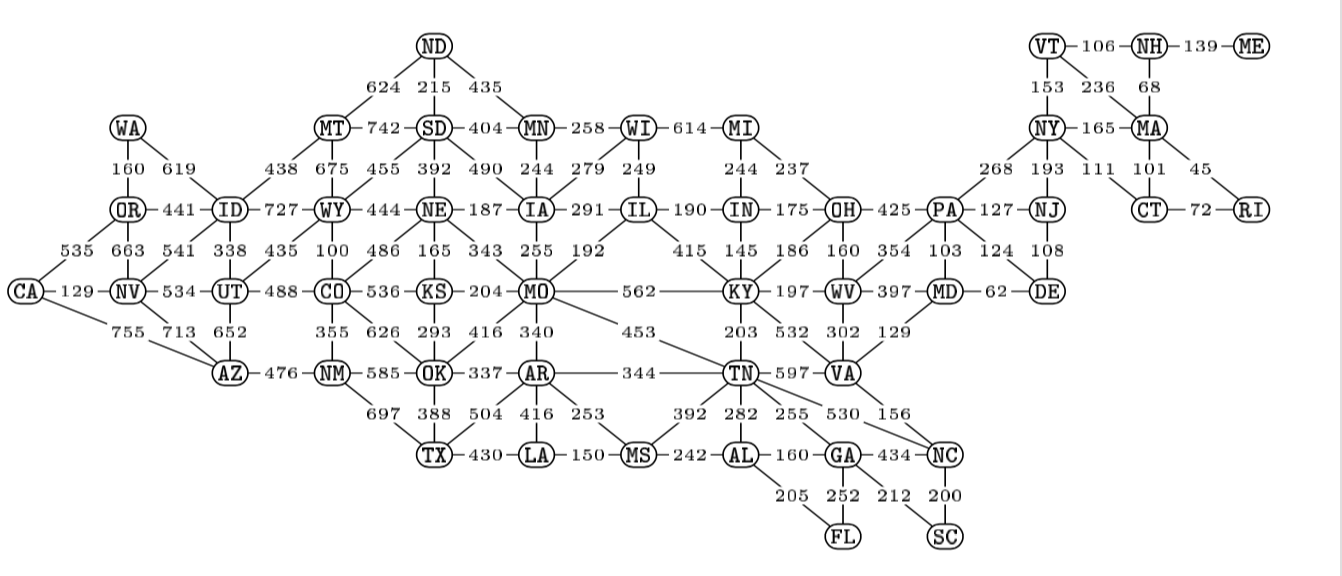 ND VT 106 NH 139 ME
624 215 435 153 236 68
WA MT 742 SD 404 MN 258 WI 614 MI NY 165 MA
160 619 438 675 455 392 490 244 279 249 244 237 268 193 111 101 45
OR 441 ID 727 WY 444 NE 187 IA 291 IL 190 IN 175 OH 425 PA 127 NJ CT 72 RI
535 663 541 338 435 100 486 165 343 255 192 415 145 186 160 354 103 124 108
CA 129 NV 534 UT 488 CO 536 KS 204 MO 562 KY 197 WV 397 MD 62 DE
755 713 652 355 626 293 416 340 453 203 532 302 129
AZ 476 NM 585 OK 337 AR 344 TN 597 VA
697 388 504 416 253 392 282 255 530 156
TX 430 LA 150 MS 242 AL 160 GA 434 NC
205 252 212 200
FL SC